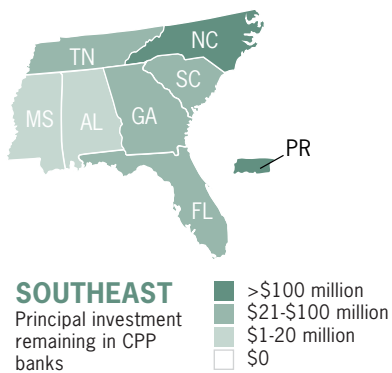 NC
TN
SC
MS
AL
GA
PR
FL
SOUTHEAST
Principal investment
remaining in CPP
banks
>$100 million
$21-$100 million
$1-20 million
$0